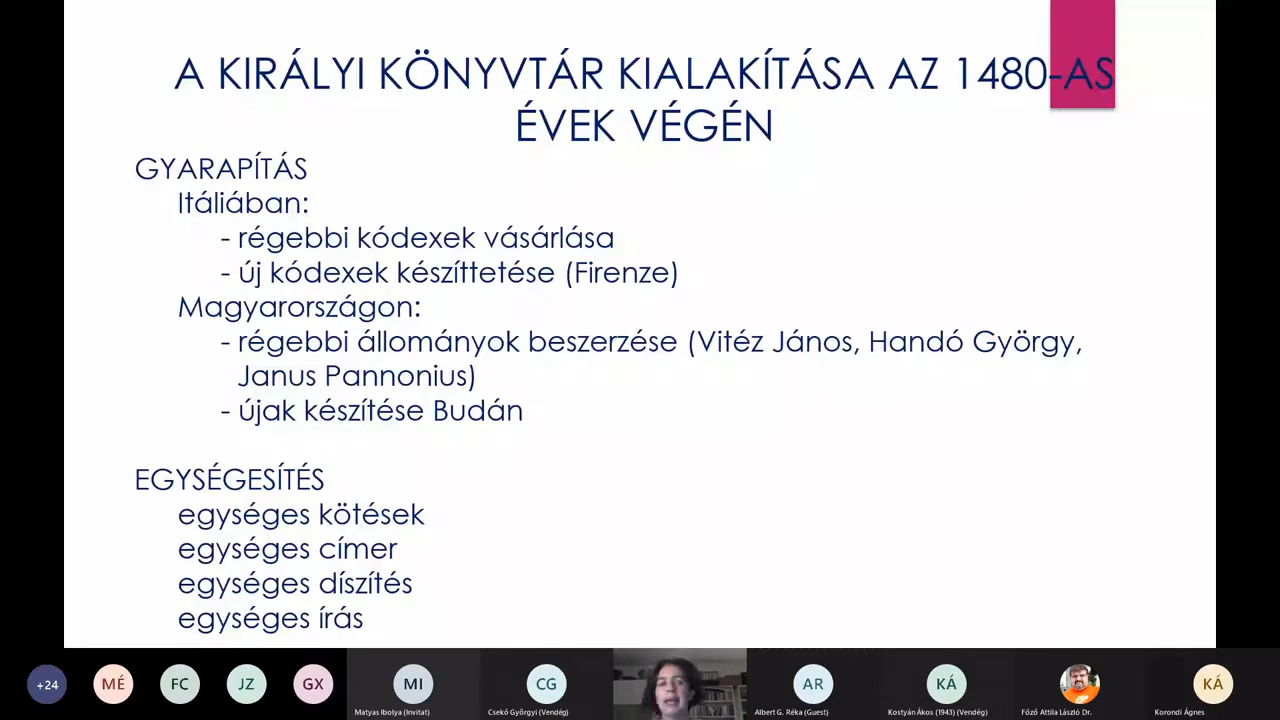 A KIRÁLYI KÖNYVTÁR KIALAKÍTÁSA AZ 1480-AS
ÉVEK VÉGÉN
GYARAPÍTÁS
Itáliában:
- régebbi kódexek vásárlása
- új kódexek készíttetése (Firenze)
Magyarországon:
- régebbi állományok beszerzése (Vitéz János, Handó György,
Janus Pannonius)
- újak készítése Budán
EGYSÉGESÍTÉS
egységes kötések
egységes címer
egységes díszítés
egységes írás
+24 MÉ FC JZ GX MI CG AR KÁ KÁ
Matyas Ibolya (Invitat) Csekő Györgyi (Vendég) Albert G. Réka (Guest) Kostyán Ákos (1943) (Vendég) Főző Attila László Dr. Korondi Ágnes